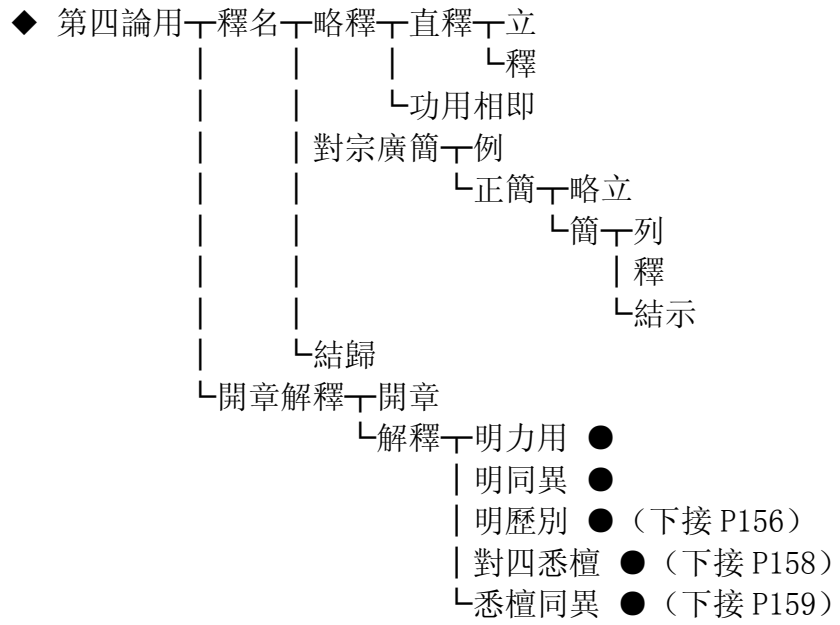 ◆ 第四論用┬釋名┬略釋┬直釋┬立
│ │ │ └釋
│ │ └功用相即
│ │對宗廣簡┬例
│ │ └正簡┬略立
│ │ └簡┬列
│ │ │釋
│ │ └結示
│ └結歸
└開章解釋┬開章
└解釋┬明力用 ●
│明同異 ●
│明歷別 ●（下接 P156）
│對四悉檀 ●（下接 P158）
└悉檀同異 ●（下接 P159）